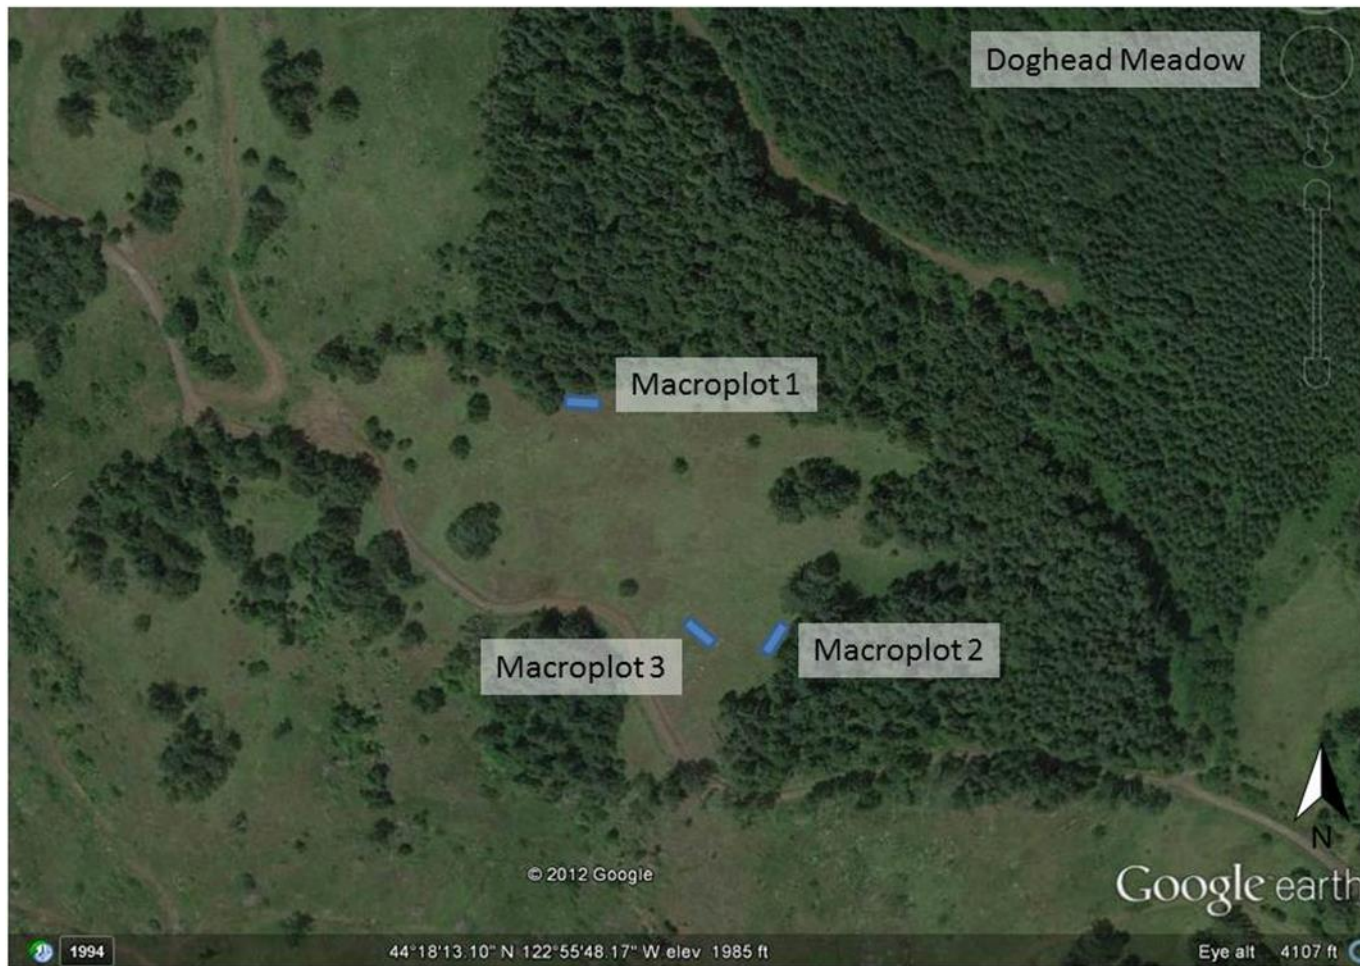 Doghead Meadow
Macroplot 1
Macroplot 3
Macroplot 2
N
© 2012 Google
Google earth
1994
44°18'13.10" N 122°55'48.17" W elev 1985 ft
Eye alt 4107 ft